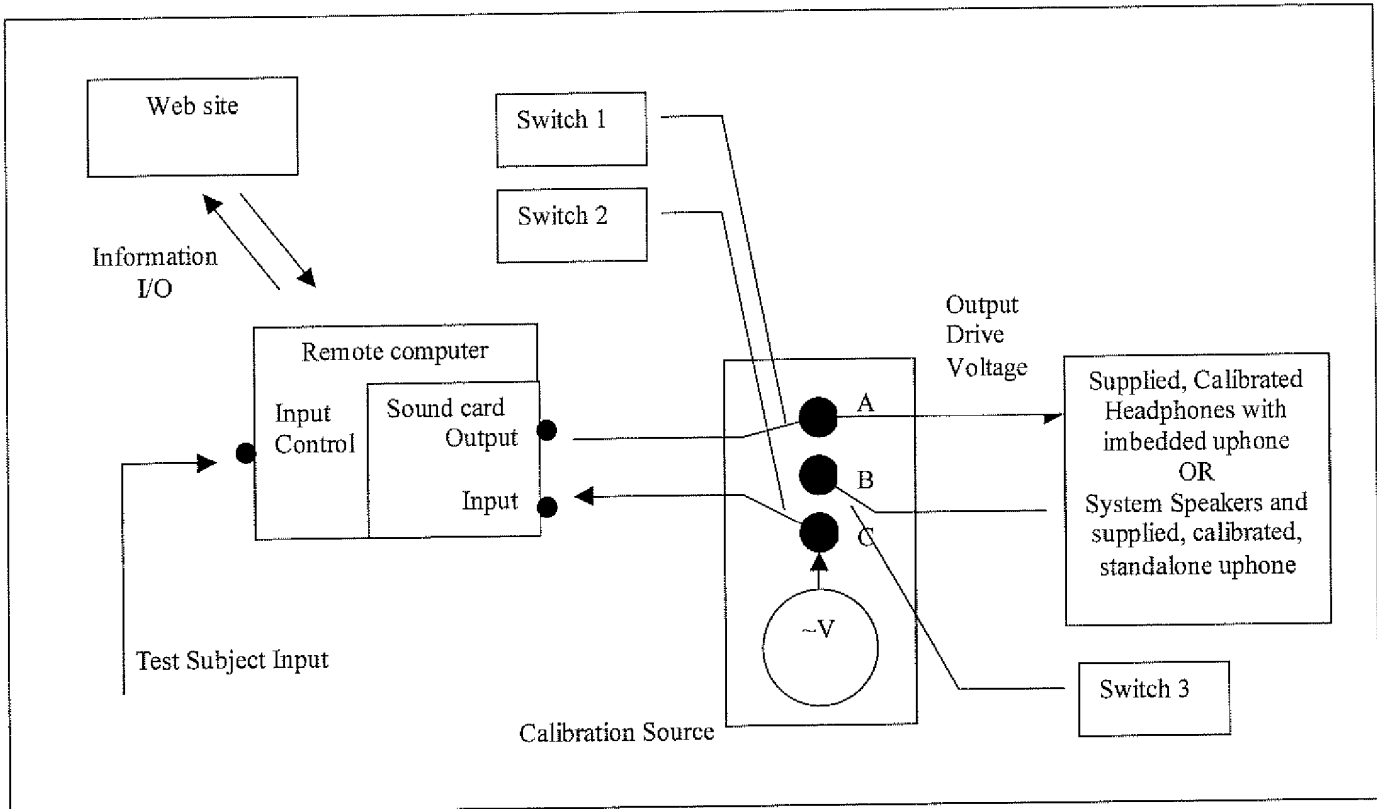 Web site
Switch 1
Switch 2
Information
I/O
Output
Drive
Voltage
Remote computer
Input
Control
Sound card
Output
Input
A
B
C
~V
Supplied, Calibrated
Headphones with
imbedded uphone
OR
System Speakers and
supplied, calibrated,
standalone uphone
Test Subject Input
Switch 3
Calibration Source